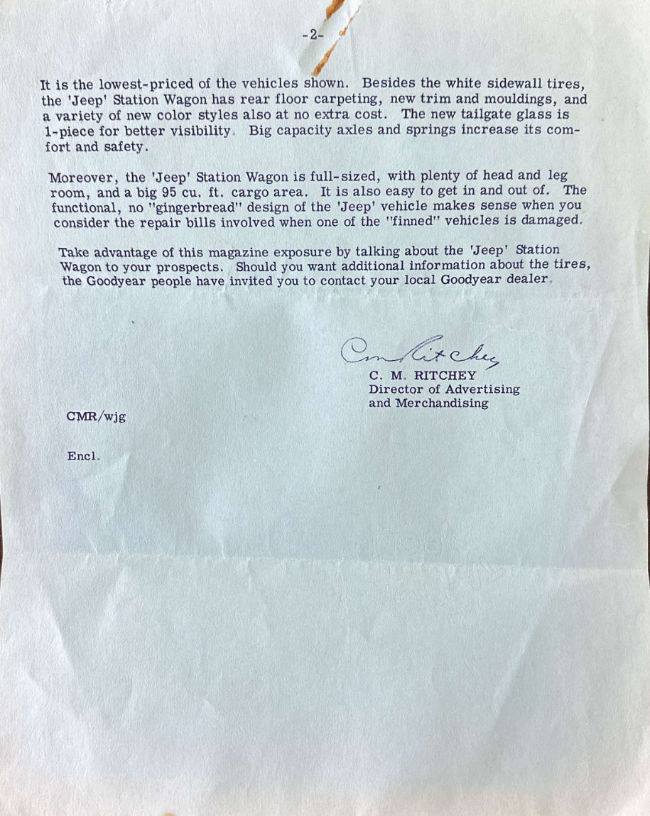 -2-
It is the lowest-priced of the vehicles shown. Besides the white sidewall tires,
the 'Jeep' Station Wagon has rear floor carpeting, new trim and mouldings, and
a variety of new color styles also at no extra cost. The new tailgate glass is
1-piece for better visibility. Big capacity axles and springs increase its com-
fort and safety.
Moreover, the 'Jeep' Station Wagon is full-sized, with plenty of head and leg
room, and a big 95 cu. ft. cargo area. It is also easy to get in and out of. The
functional, no "gingerbread" design of the 'Jeep' vehicle makes sense when you
consider the repair bills involved when one of the "finned" vehicles is damaged.
Take advantage of this magazine exposure by talking about the 'Jeep' Station
Wagon to your prospects. Should you want additional information about the tires,
the Goodyear people have invited you to contact your local Goodyear dealer.
CM Ritchey
C. M. RITCHEY
Director of Advertising
and Merchandising
CMR/wjg
Encl.